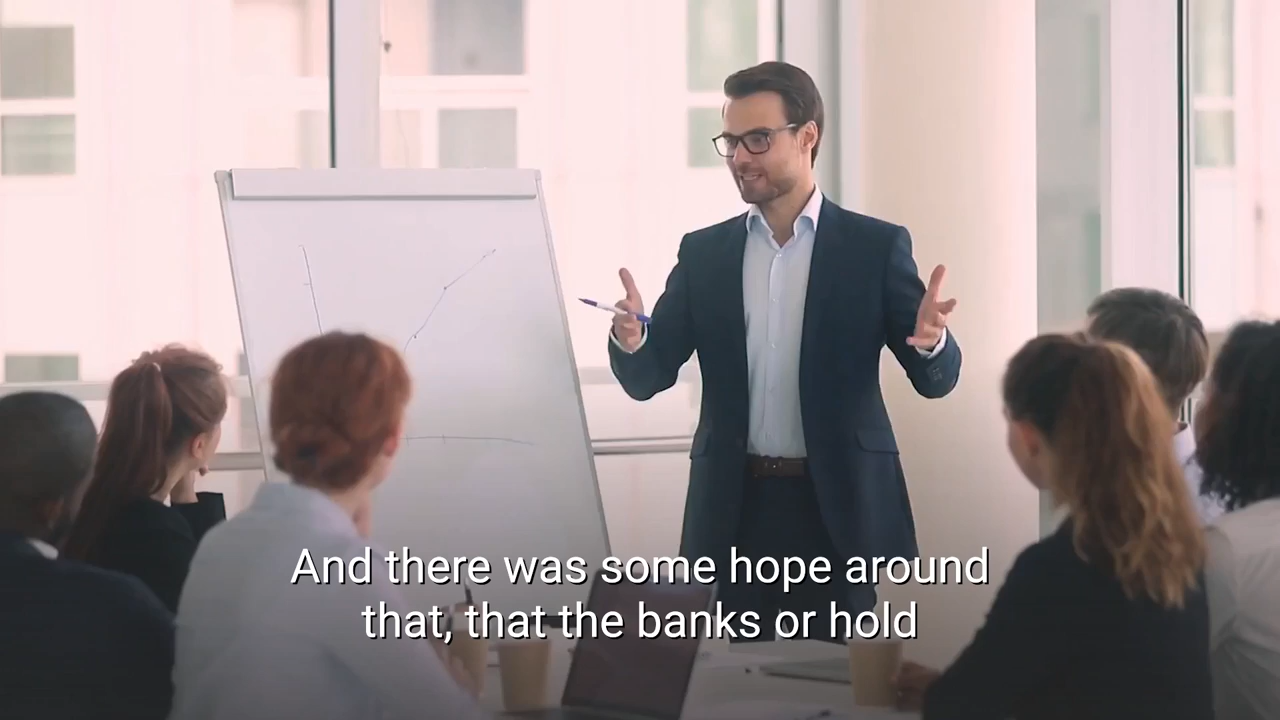 And there was some hope around
that, that the banks or hold